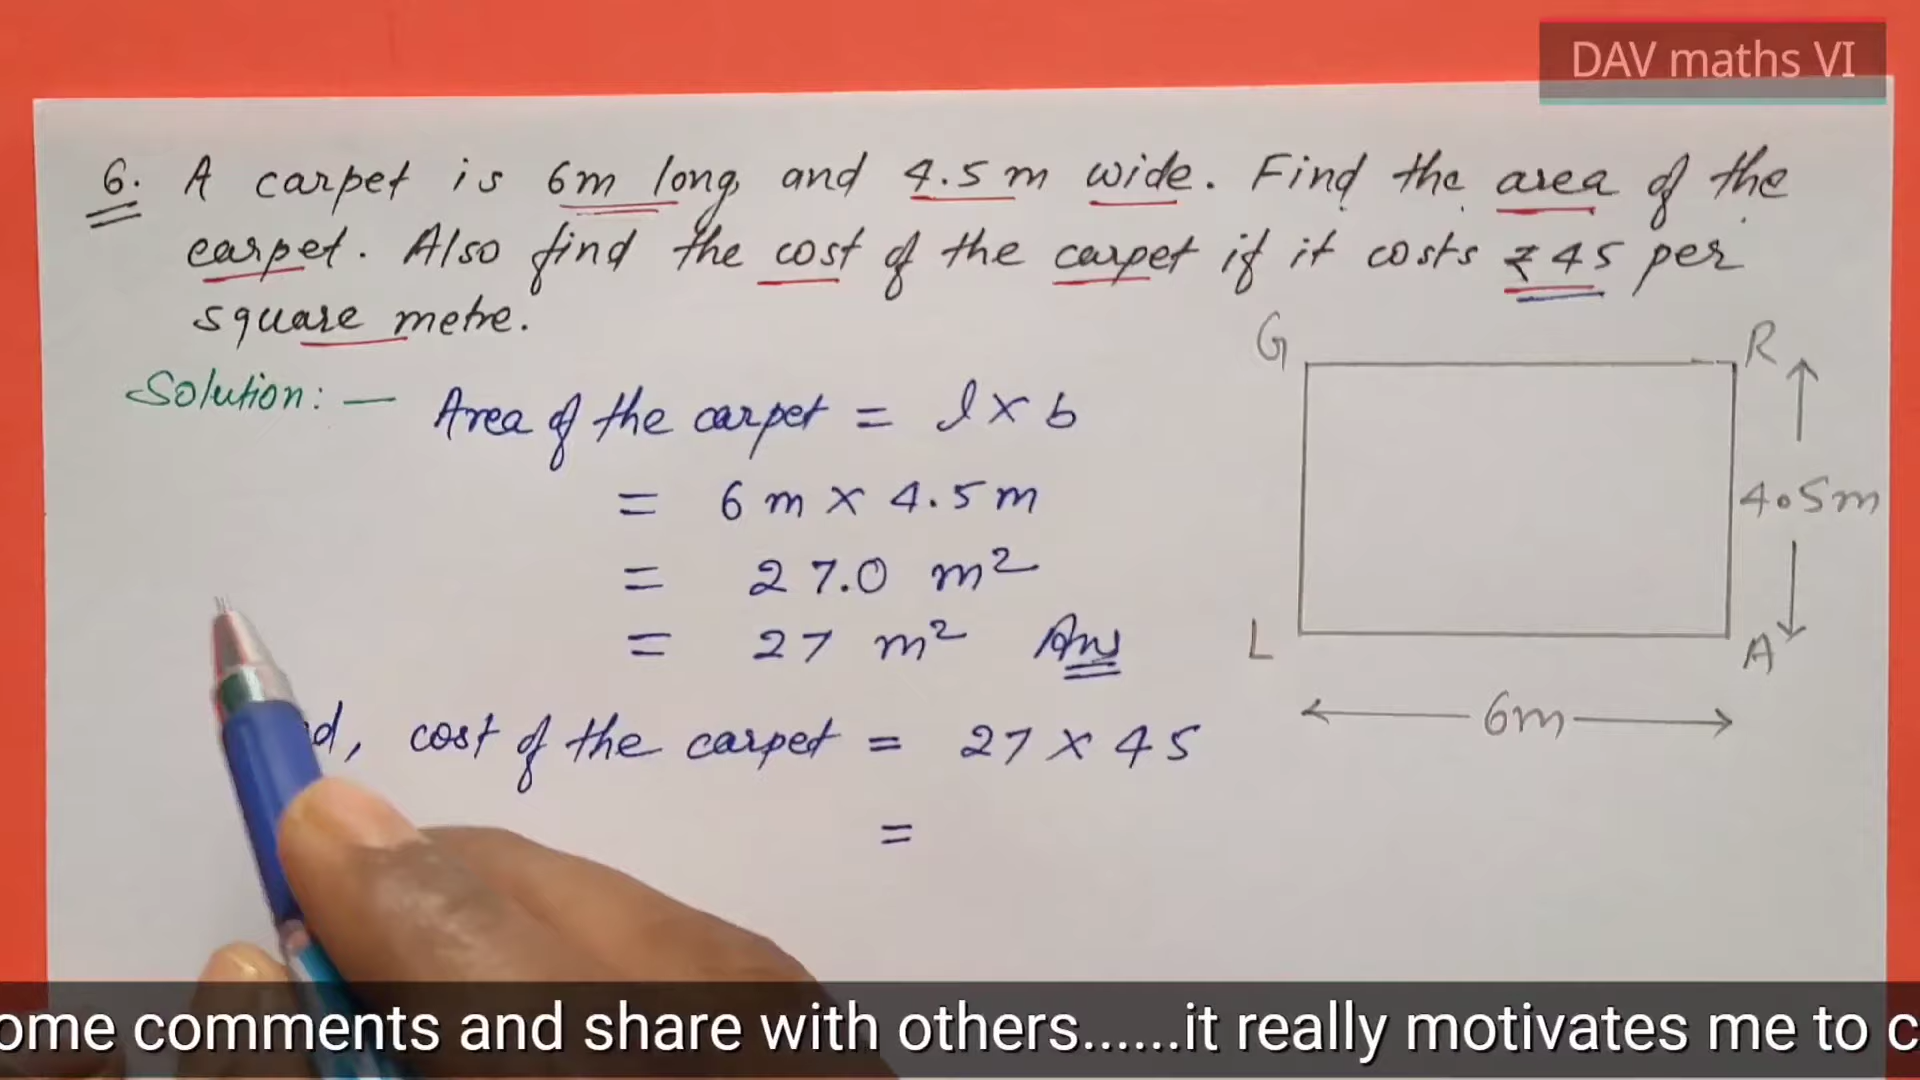 DAV maths VI
6. A carpet is 6m long and 4.5m wide. Find the area of the
carpet. Also find the cost of the carpet if it costs ₹45 per
square metre.
G R
Solution:— Area of the carpet = l × b
= 6 m × 4.5 m
4.5m
= 27.0 m²
= 27 m² Ans
L A
6m
cost of the carpet = 27 × 45
=
comments and share with others......it really motivates me to